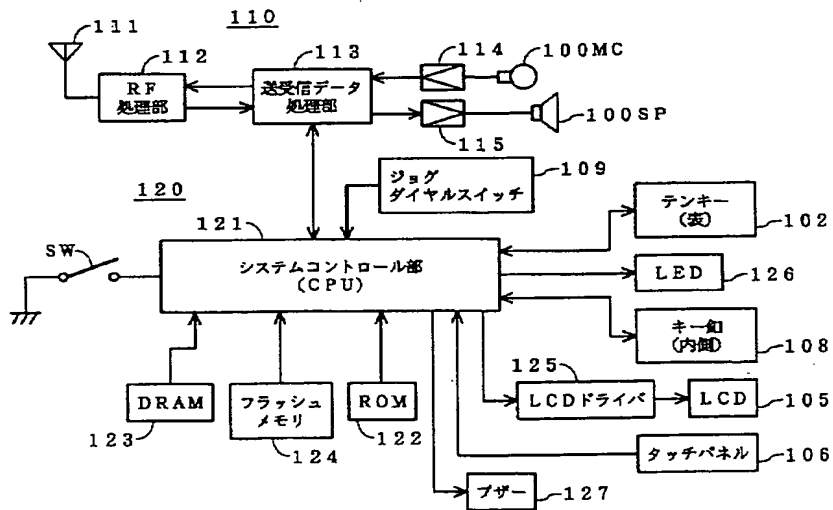 110
111
112
113
114
100MC
RF
処理部
送受信データ
処理部
100SP
115
120
ジョグ
ダイヤルスイッチ
109
テンキー
(表)
102
SW
121
システムコントロール部
(CPU)
LED
126
キー釦
(内側)
108
DRAM
123
フラッシュ
メモリ
124
ROM
122
125
LCDドライバ
LCD
105
タッチパネル
106
ブザー
127